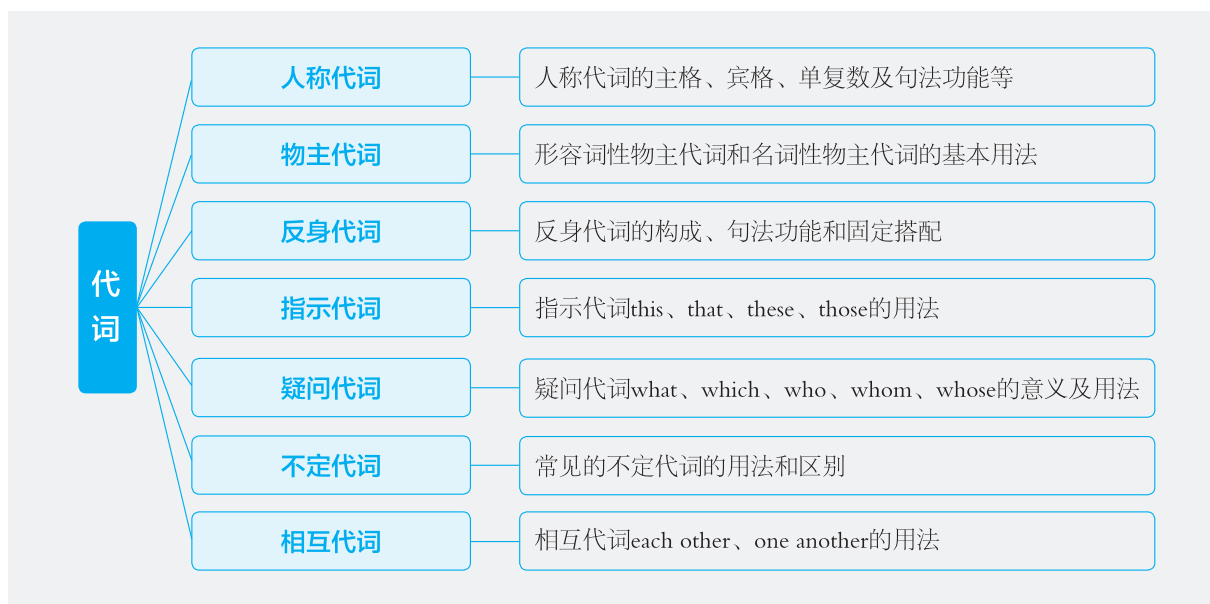 代词
人称代词
人称代词的主格、宾格、单复数及句法功能等
物主代词
形容词性物主代词和名词性物主代词的基本用法
反身代词
反身代词的构成、句法功能和固定搭配
指示代词
指示代词this、that、these、those的用法
疑问代词
疑问代词what、which、who、whom、whose的意义及用法
不定代词
常见的不定代词的用法和区别
相互代词
相互代词each other、one another的用法